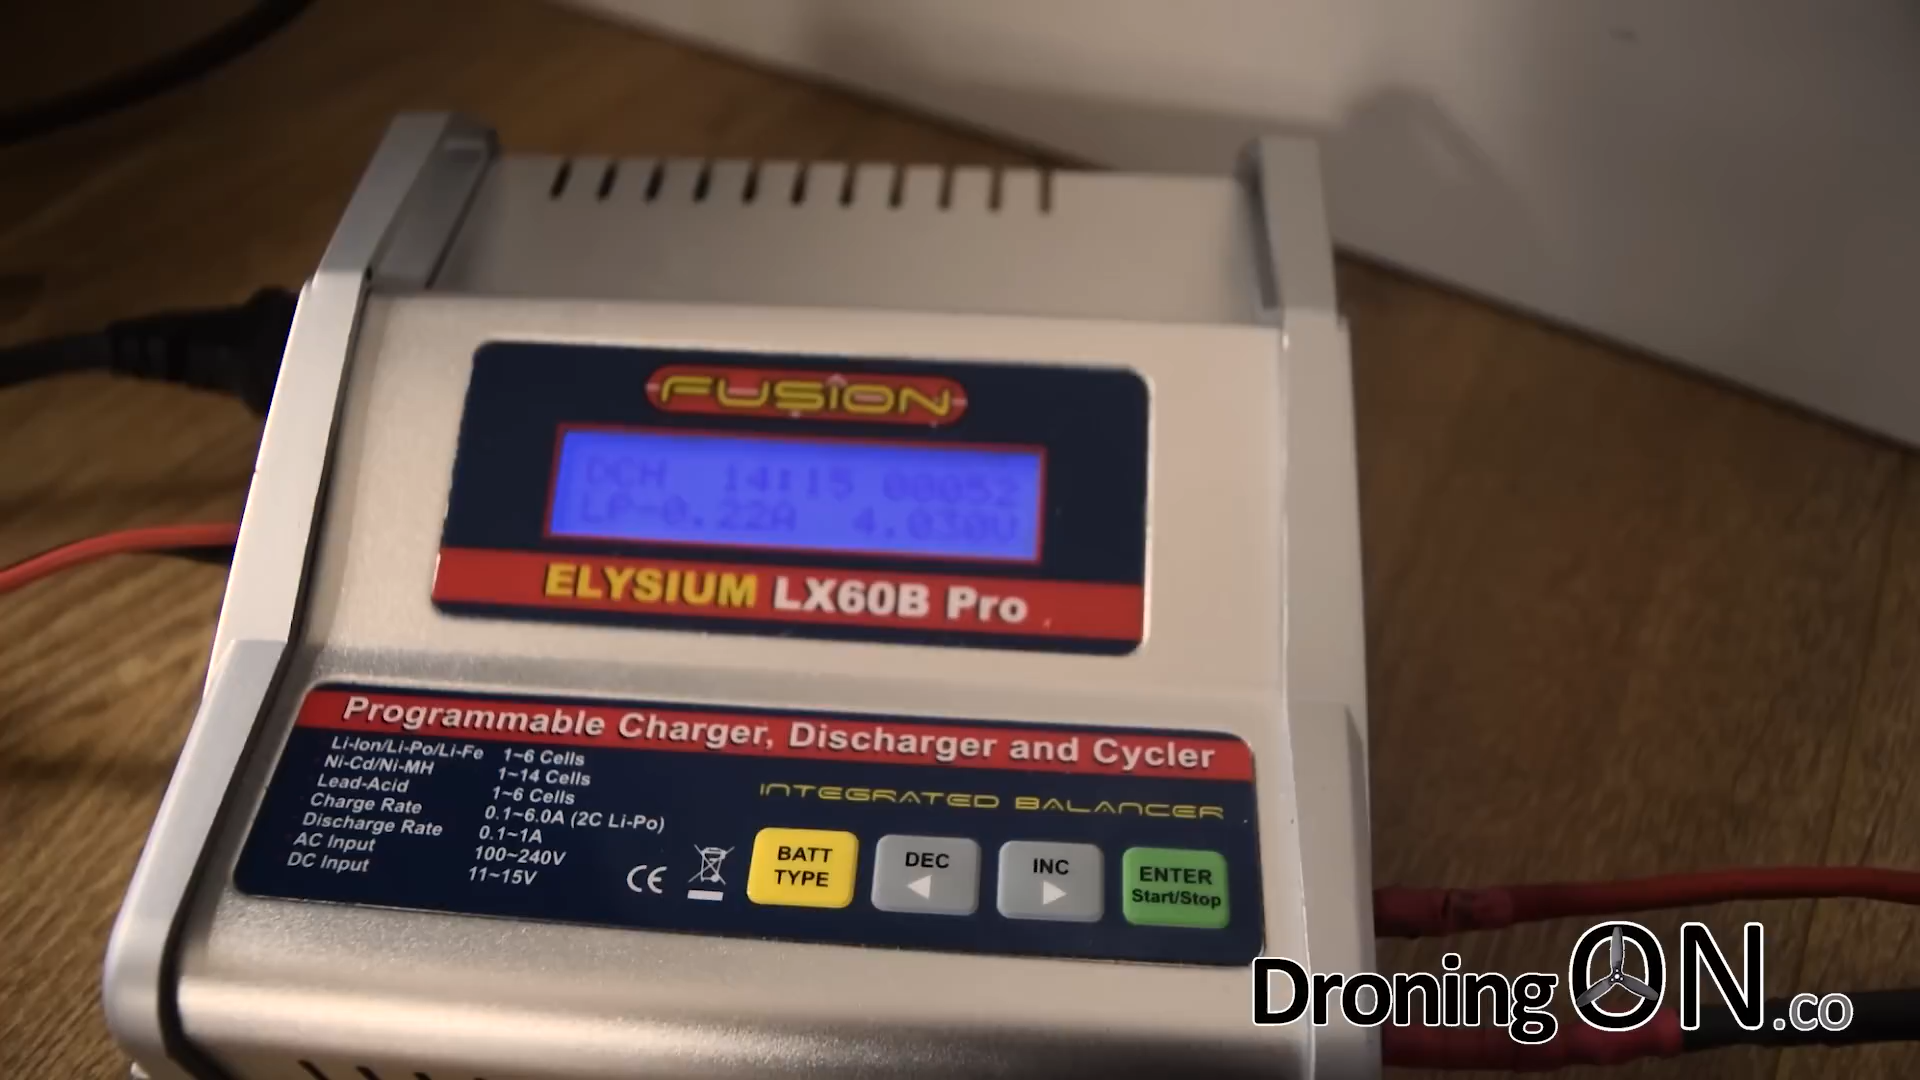 FUSION
DCH 14:15 00052
LP-0.22A 4.030V
ELYSIUM LX60B Pro
Programmable Charger, Discharger and Cycler
Li-Ion/Li-Po/Li-Fe 1~6 Cells
Ni-Cd/Ni-MH 1~14 Cells
Lead-Acid 1~6 Cells
Charge Rate 0.1~6.0A (2C Li-Po)
Discharge Rate 0.1~1A
AC Input 100~240V
DC Input 11~15V
INTEGRATED BALANCER
CE
BATT TYPE
DEC
INC
ENTER
Start/Stop
DroningON.co